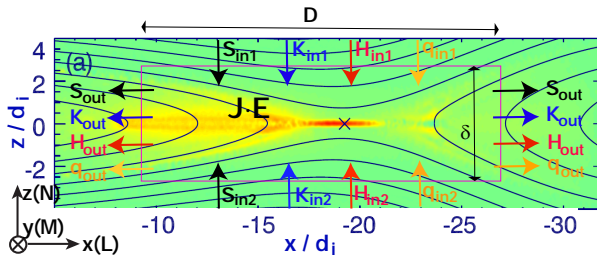 D
S_in1 K_in1 H_in1 q_in1
4
(a)
2
S_out S_out
J·E
z / d_i
K_out K_out
0
δ
H_out H_out
-2
q_out q_out
z(N)
S_in2 K_in2 H_in2 q_in2
y(M)
x(L)
-10 -15 -20 -25 -30
x / d_i